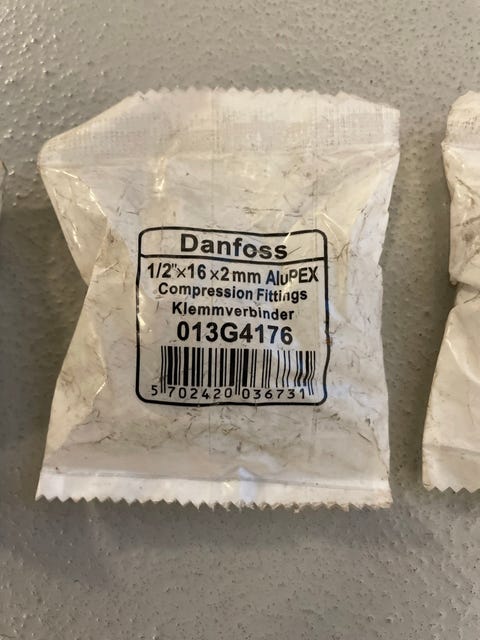 Danfoss
1/2"×16×2mm AluPEX
Compression Fittings
Klemmverbinder
013G4176
5 702420 036731